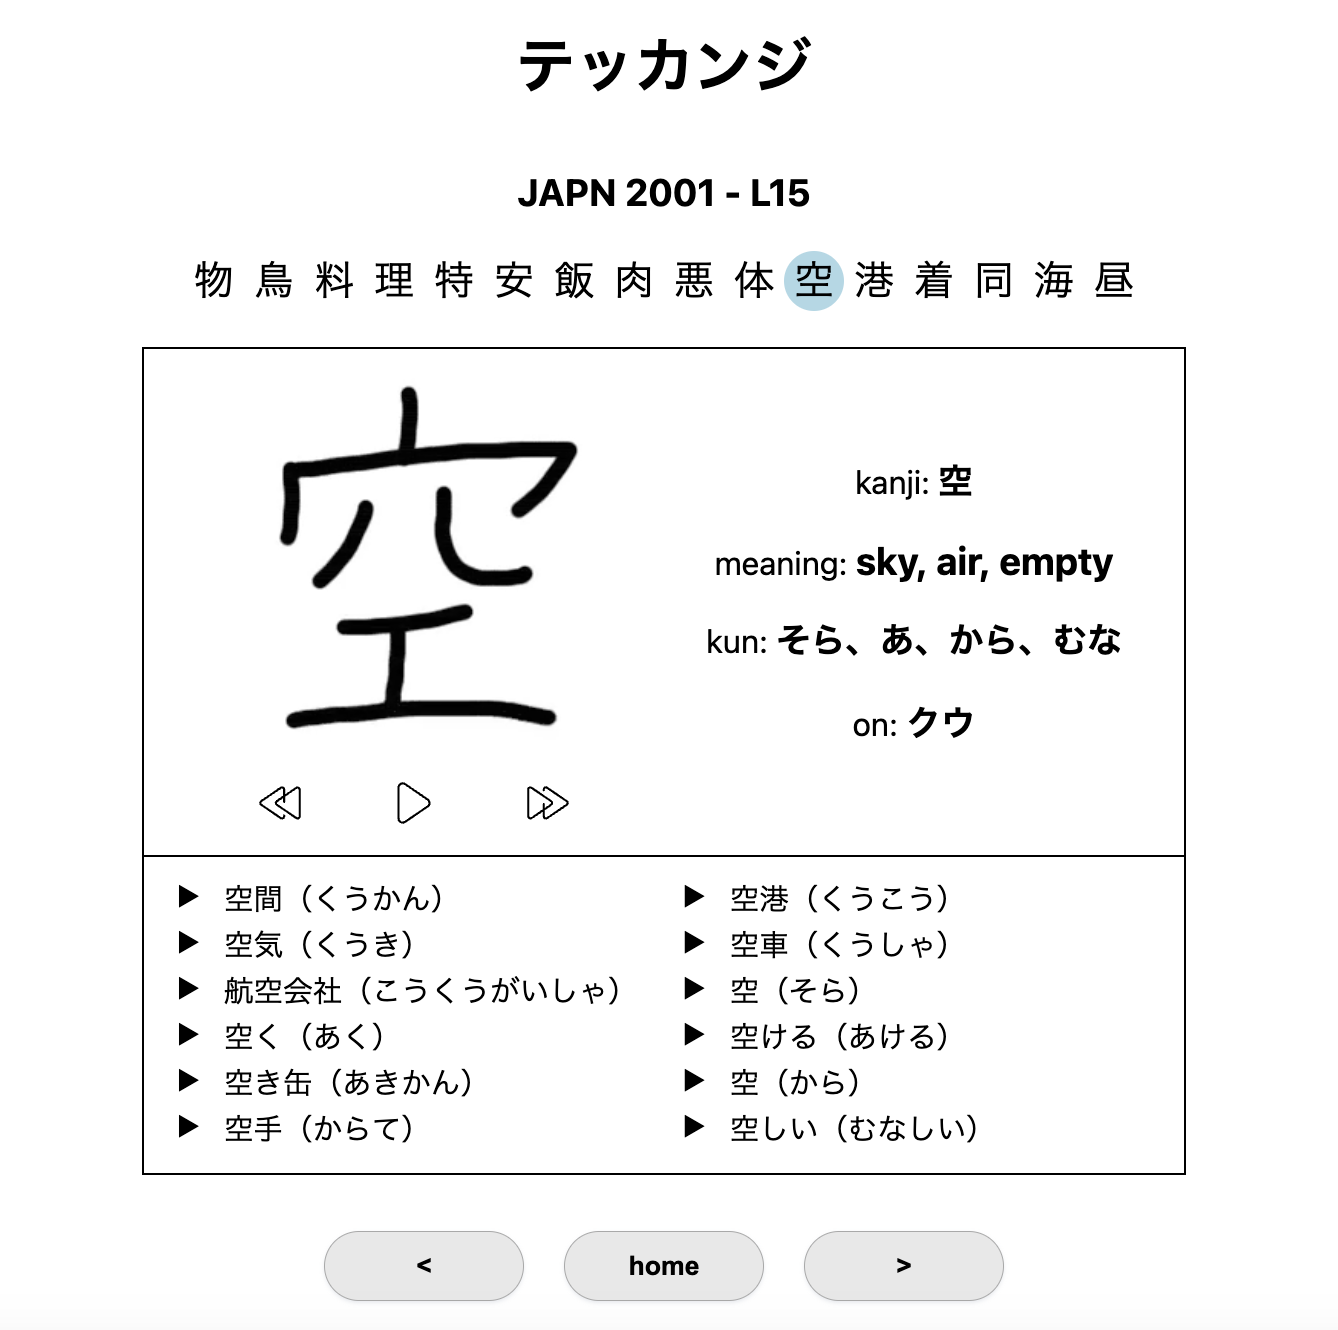 テッカンジ
JAPN 2001 - L15
物 鳥 料 理 特 安 飯 肉 悪 体 空 港 着 同 海 昼
空
kanji: 空
meaning: sky, air, empty
kun: そら、あ、から、むな
on: クウ
空間（くうかん）
空気（くうき）
航空会社（こうくうがいしゃ）
空く（あく）
空き缶（あきかん）
空手（からて）
空港（くうこう）
空車（くうしゃ）
空（そら）
空ける（あける）
空（から）
空しい（むなしい）
< home >